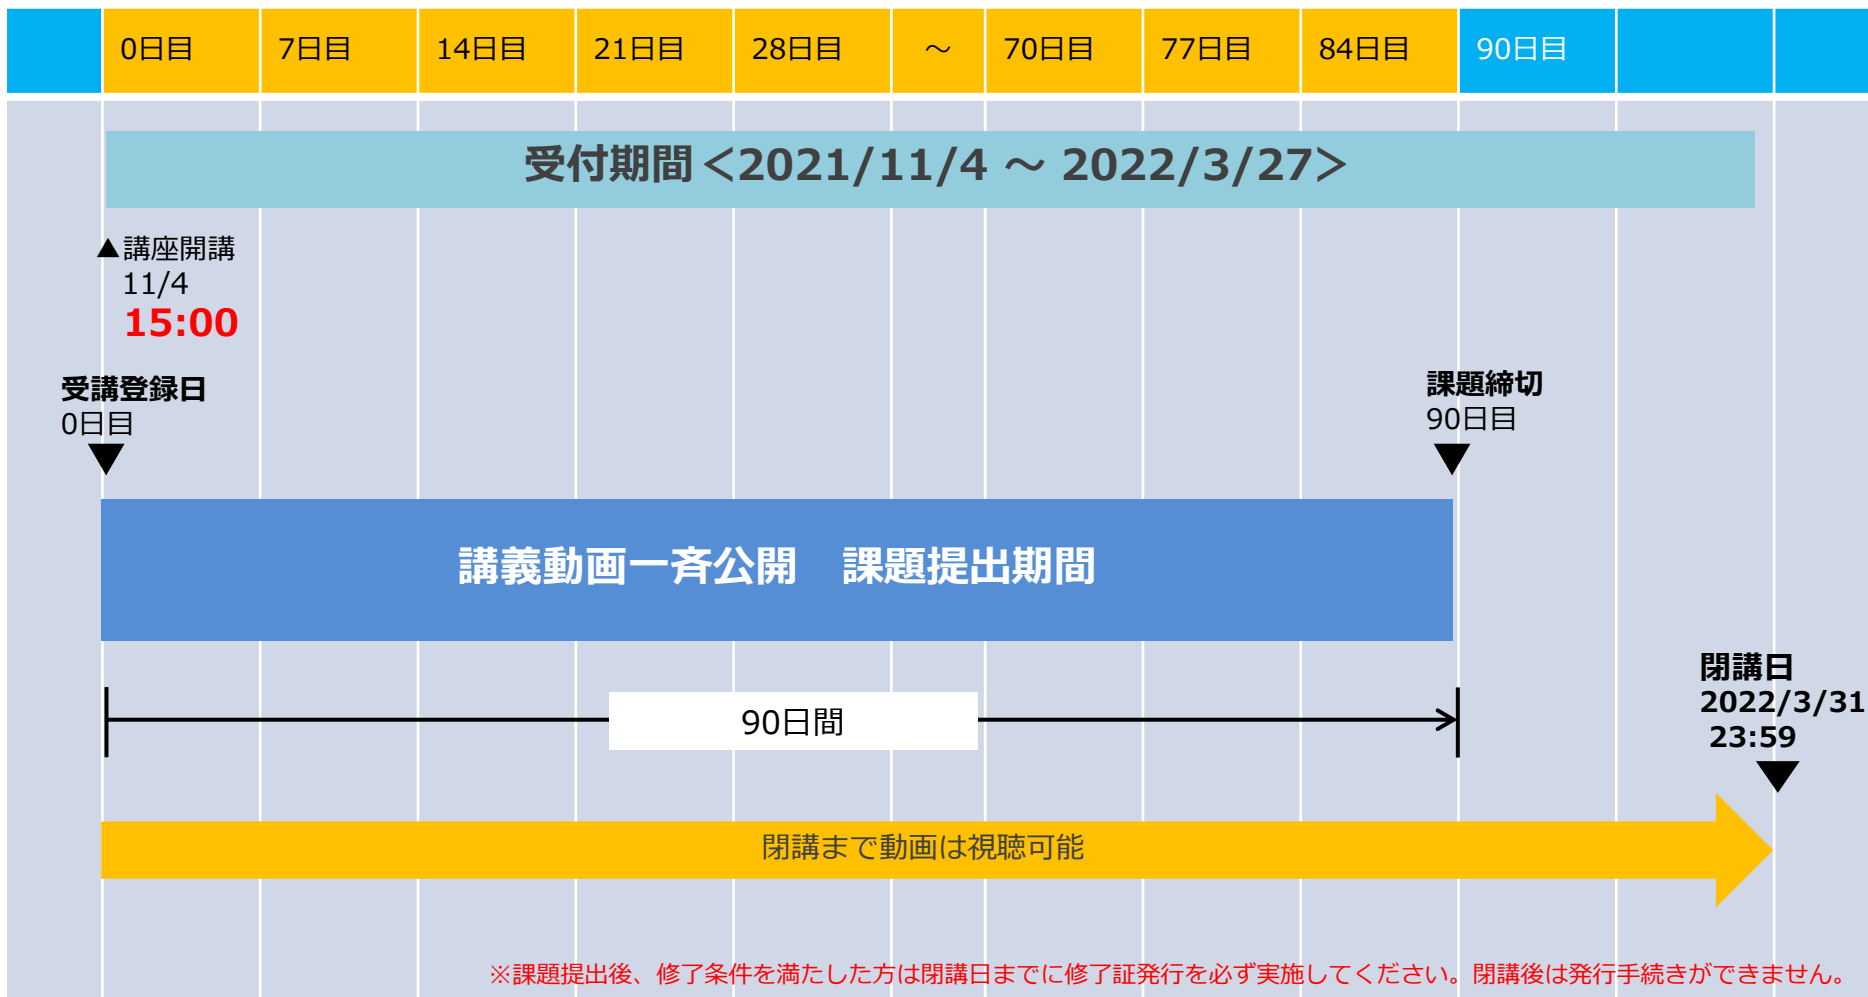 0日目 7日目 14日目 21日目 28日目 ～ 70日目 77日目 84日目 90日目
受付期間＜2021/11/4 ～ 2022/3/27＞
▲講座開講
11/4
15:00
受講登録日
0日目
課題締切
90日目
講義動画一斉公開　課題提出期間
90日間
閉講日
2022/3/31
23:59
閉講まで動画は視聴可能
※課題提出後、修了条件を満たした方は閉講日までに修了証発行を必ず実施してください。閉講後は発行手続きができません。